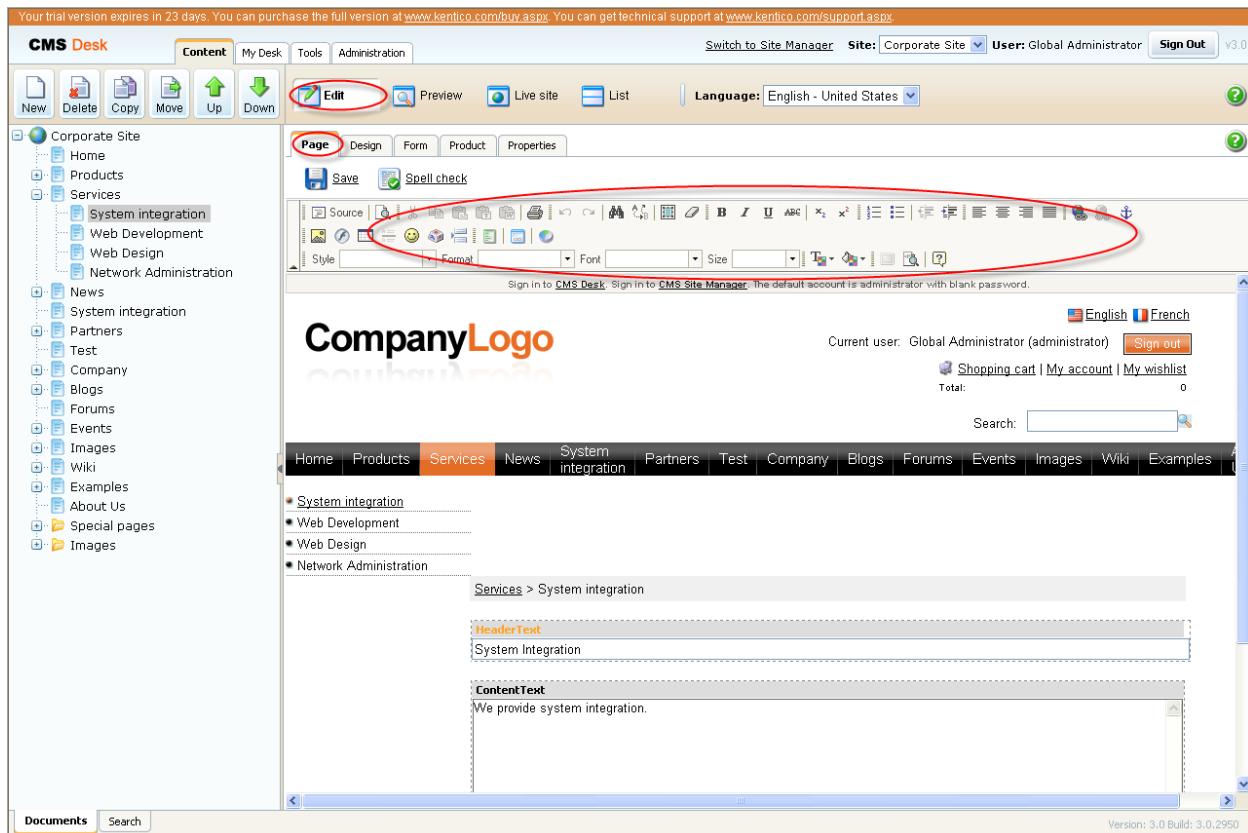 Your trial version expires in 23 days. You can purchase the full version at www.kentico.com/buy.aspx. You can get technical support at www.kentico.com/support.aspx.
CMS Desk
Content My Desk Tools Administration
Switch to Site Manager Site: Corporate Site User: Global Administrator Sign Out v3.0
New Delete Copy Move Up Down
Edit Preview Live site List Language: English - United States
Corporate Site
Home
Products
Services
System integration
Web Development
Web Design
Network Administration
News
System integration
Partners
Test
Company
Blogs
Forums
Events
Images
Wiki
Examples
About Us
Special pages
Images
Page Design Form Product Properties
Save Spell check
Source B I U ABC x₂ x²
Style Format Font Size
Sign in to CMS Desk. Sign in to CMS Site Manager. The default account is administrator with blank password.
English French
CompanyLogo
Current user: Global Administrator (administrator) Sign out
Shopping cart | My account | My wishlist
Total: 0
Search:
Home Products Services News System integration Partners Test Company Blogs Forums Events Images Wiki Examples
System integration
Web Development
Web Design
Network Administration
Services > System integration
HeaderText
System Integration
ContentText
We provide system integration.
Documents Search
Version: 3.0 Build: 3.0.2950